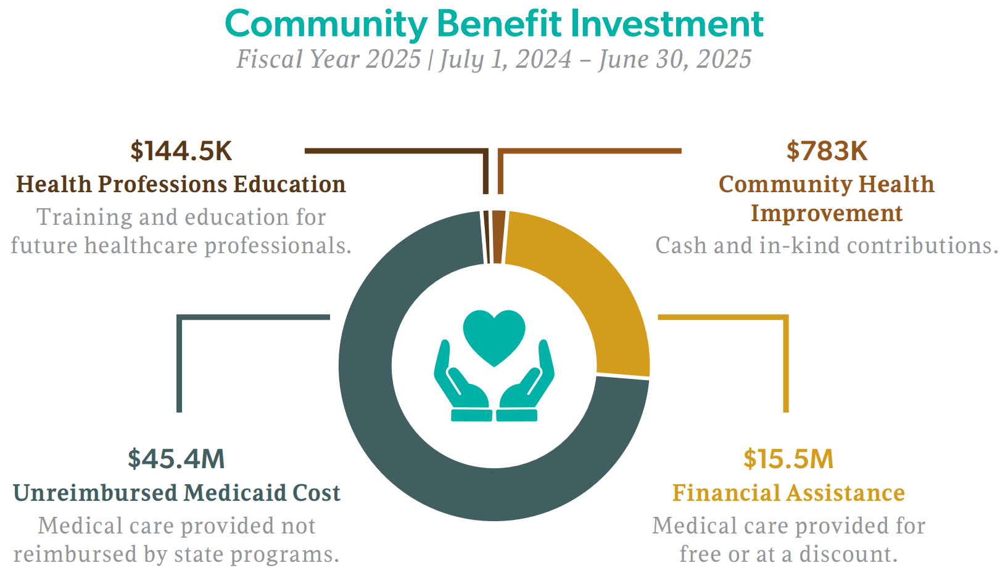 Community Benefit Investment
Fiscal Year 2025 | July 1, 2024 – June 30, 2025
$144.5K
Health Professions Education
Training and education for
future healthcare professionals.
$783K
Community Health
Improvement
Cash and in-kind contributions.
$45.4M
Unreimbursed Medicaid Cost
Medical care provided not
reimbursed by state programs.
$15.5M
Financial Assistance
Medical care provided for
free or at a discount.